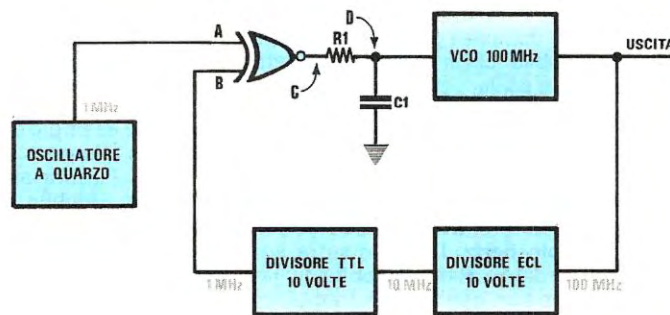 A
B
C
R1
D
C1
VCO 100 MHz
USCITA
1 MHz
OSCILLATORE
A QUARZO
1 MHz
DIVISORE TTL
10 VOLTE
10 MHz
DIVISORE ECL
10 VOLTE
100 MHz